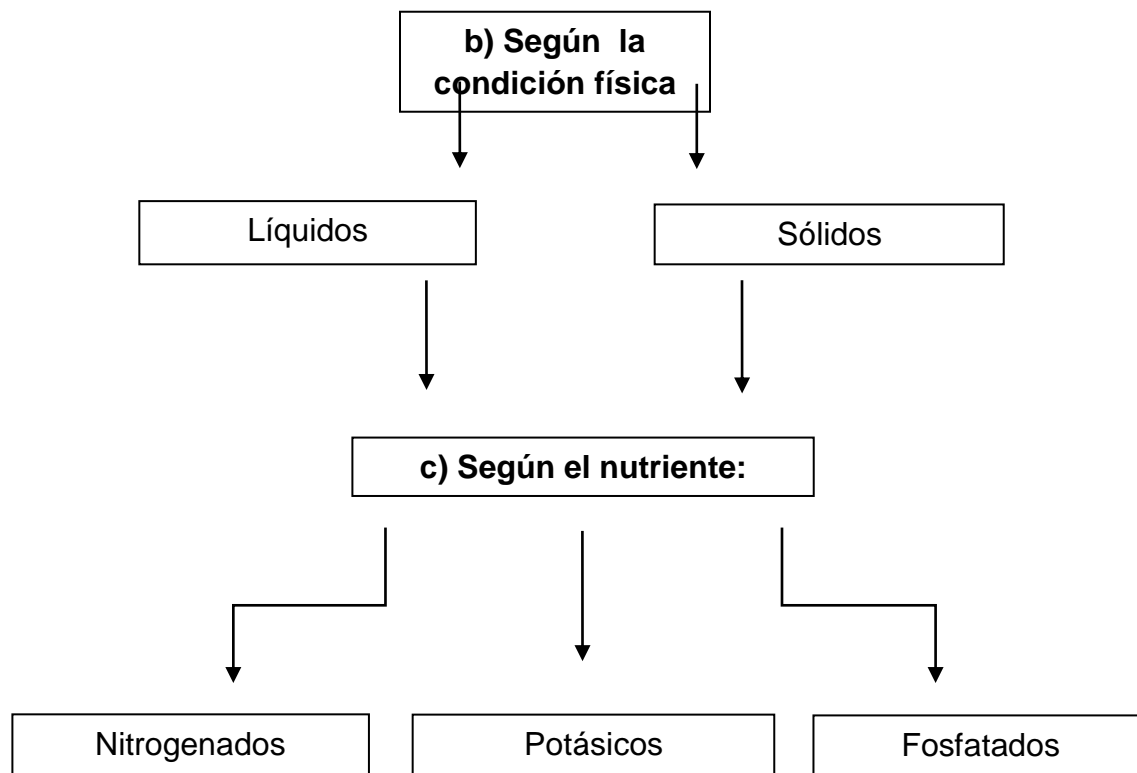 b) Según la
condición física
Líquidos
Sólidos
c) Según el nutriente:
Nitrogenados
Potásicos
Fosfatados